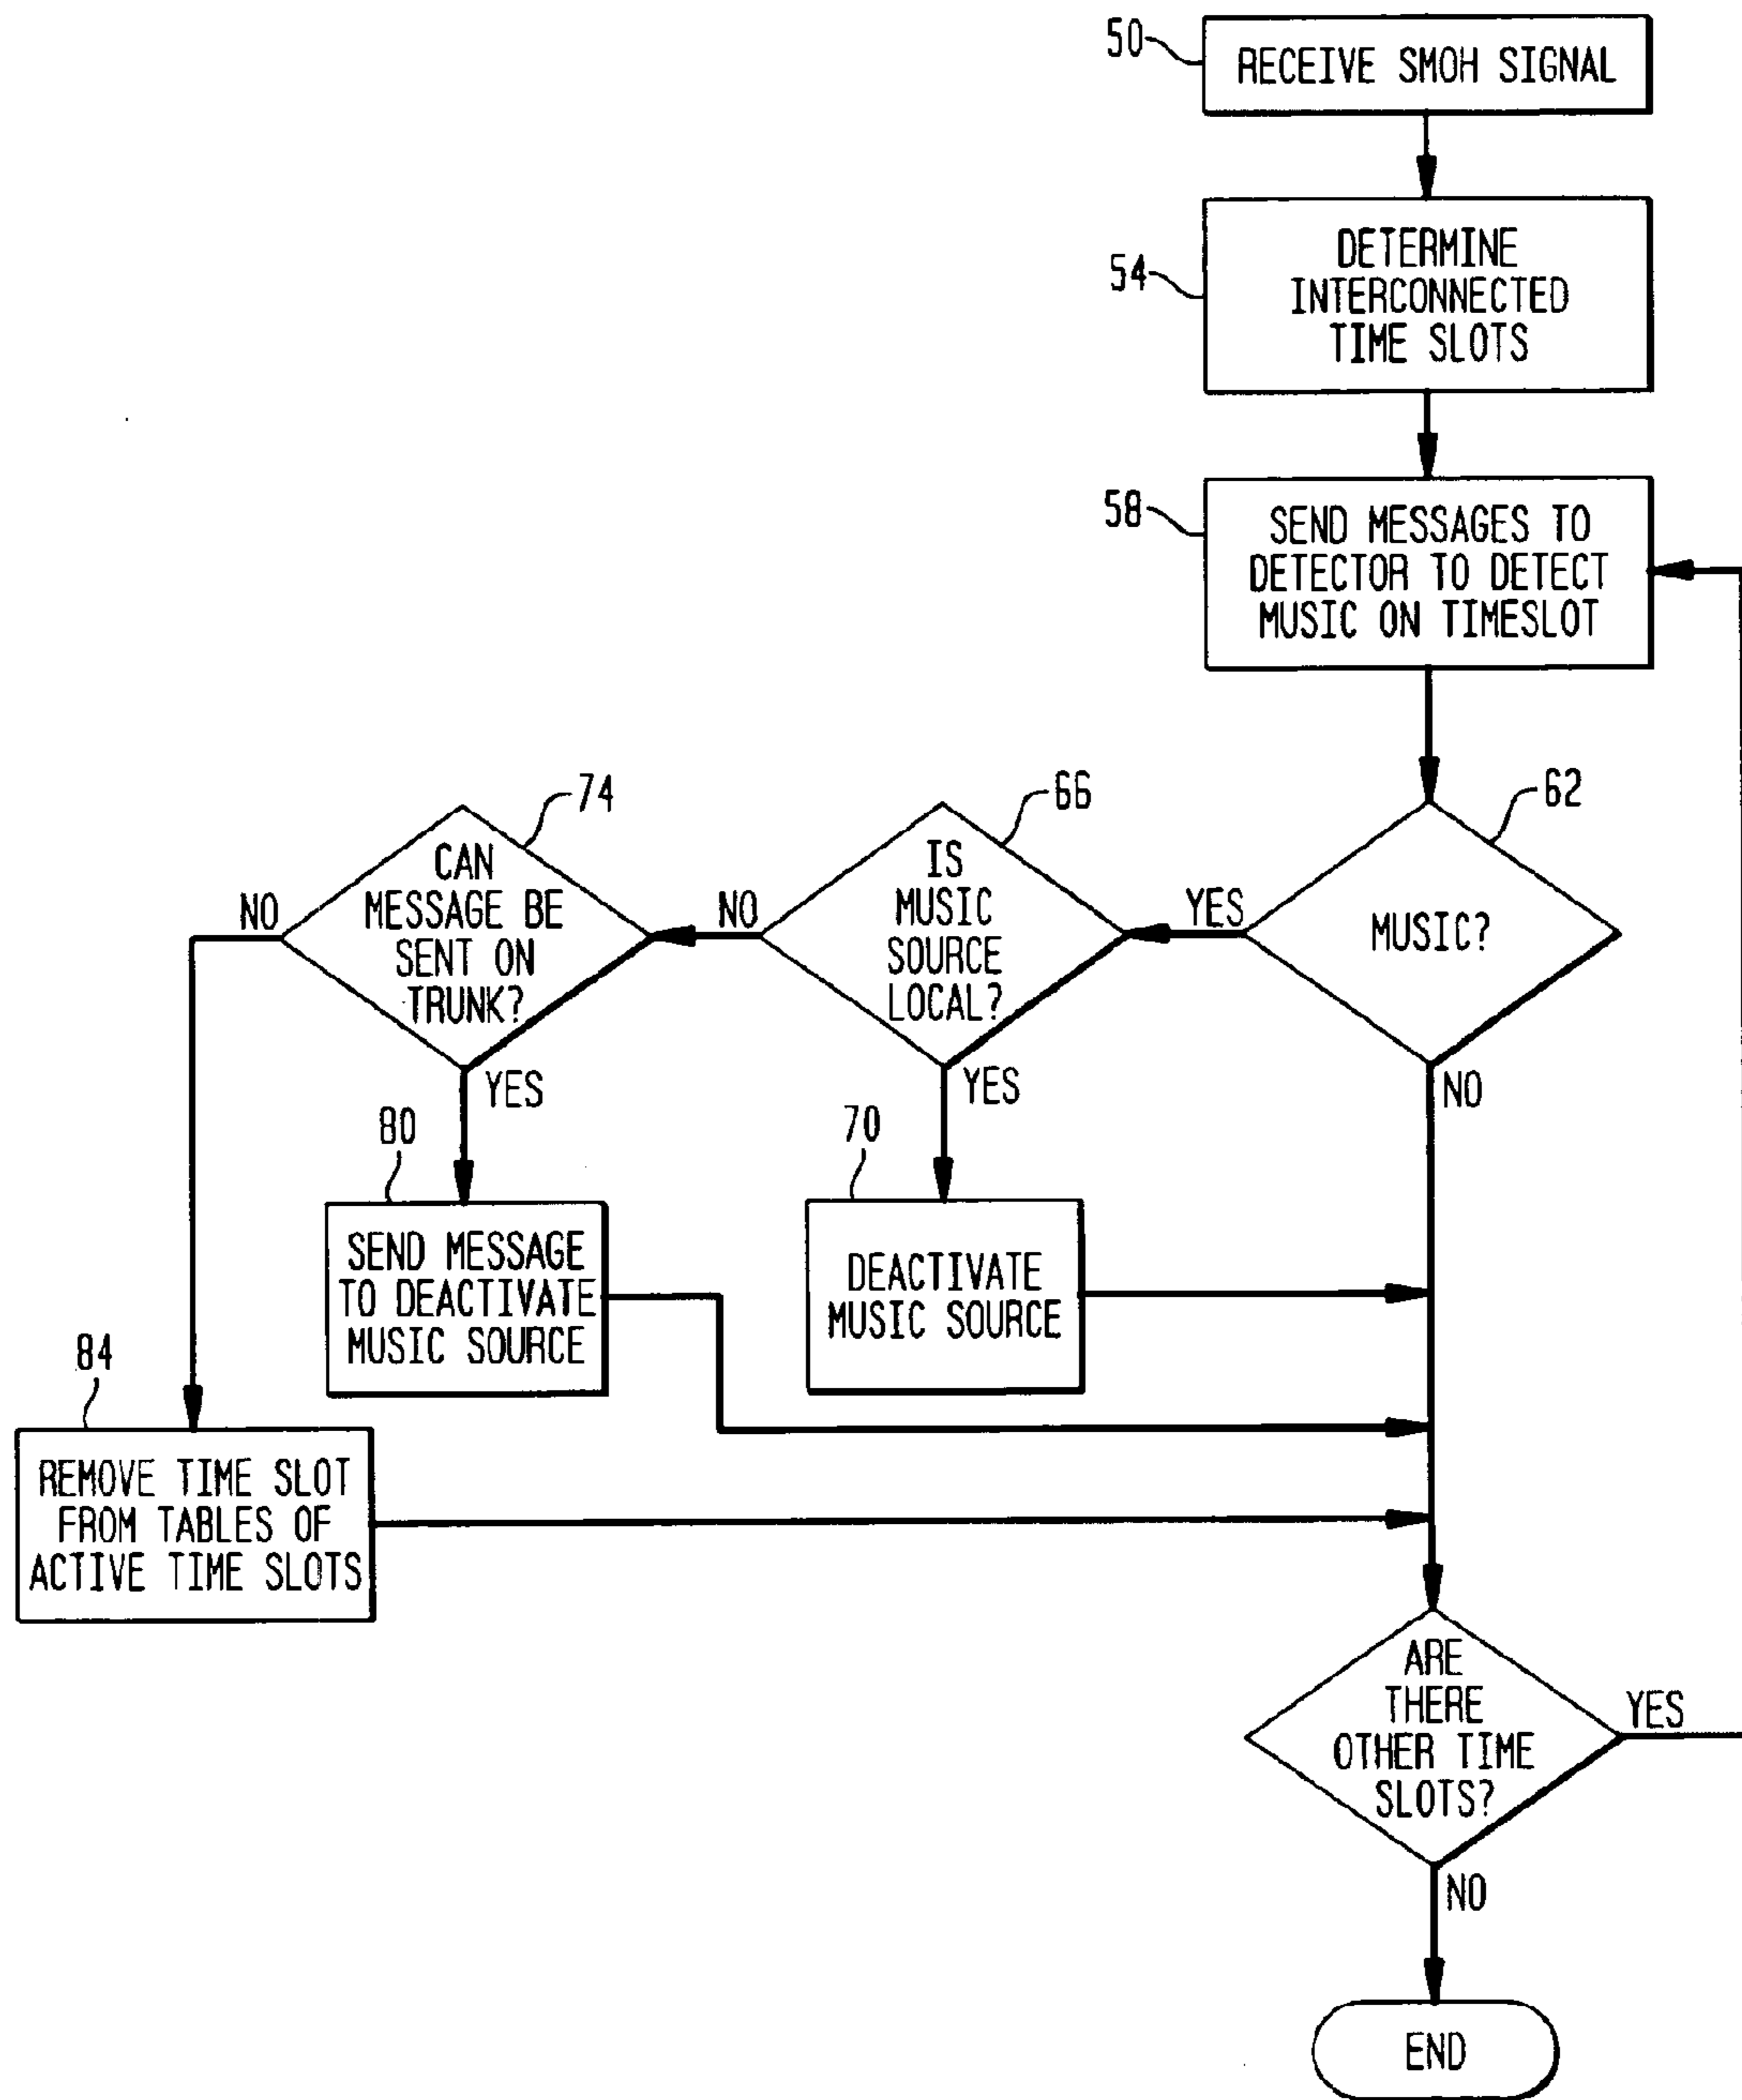 50
RECEIVE SMOH SIGNAL
54
DETERMINE
INTERCONNECTED
TIME SLOTS
58
SEND MESSAGES TO
DETECTOR TO DETECT
MUSIC ON TIMESLOT
62
MUSIC?
YES
NO
66
IS
MUSIC
SOURCE
LOCAL?
NO
YES
74
CAN
MESSAGE BE
SENT ON
TRUNK?
NO
YES
70
DEACTIVATE
MUSIC SOURCE
80
SEND MESSAGE
TO DEACTIVATE
MUSIC SOURCE
84
REMOVE TIME SLOT
FROM TABLES OF
ACTIVE TIME SLOTS
ARE
THERE
OTHER TIME
SLOTS?
YES
NO
END